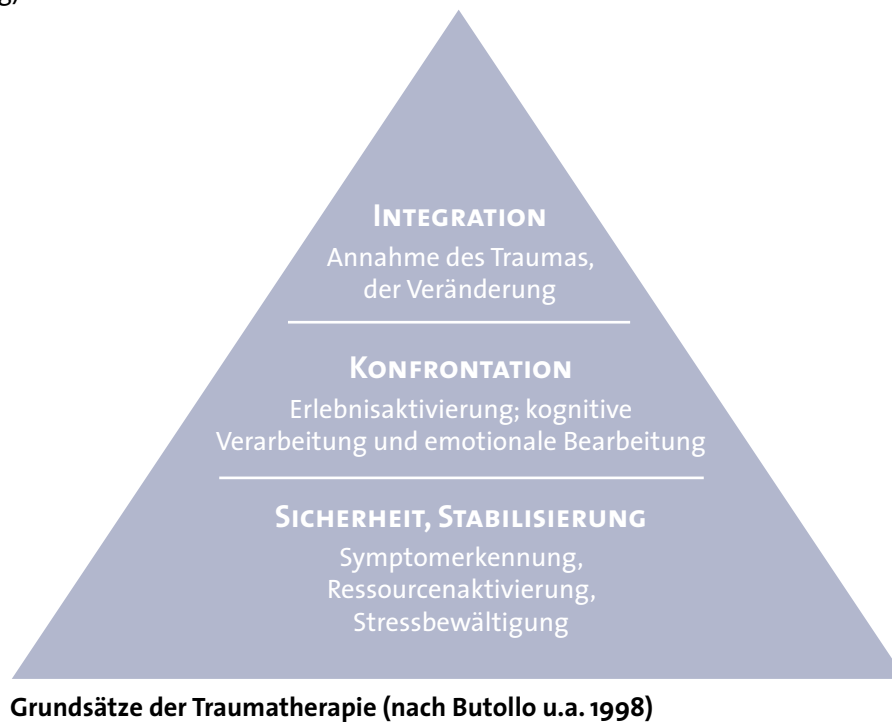 INTEGRATION
Annahme des Traumas,
der Veränderung
KONFRONTATION
Erlebnisaktivierung; kognitive
Verarbeitung und emotionale Bearbeitung
SICHERHEIT, STABILISIERUNG
Symptomerkennung,
Ressourcenaktivierung,
Stressbewältigung
Grundsätze der Traumatherapie (nach Butollo u.a. 1998)